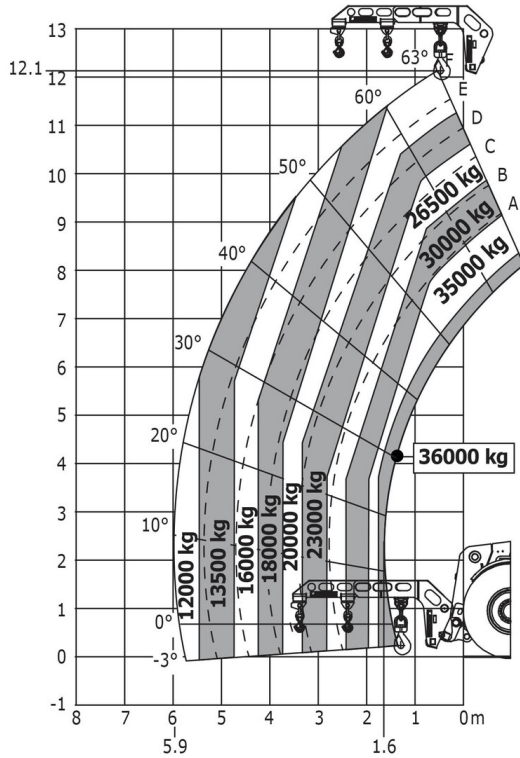 13
12.1
12
11
10
9
8
7
6
5
4
3
2
1
0
-1
63°
60°
50°
40°
30°
20°
10°
0°
-3°
F
E
D
C
B
A
26500 kg
30000 kg
35000 kg
36000 kg
12000 kg
13500 kg
16000 kg
18000 kg
20000 kg
23000 kg
8 7 6 5 4 3 2 1 0m
5.9 1.6